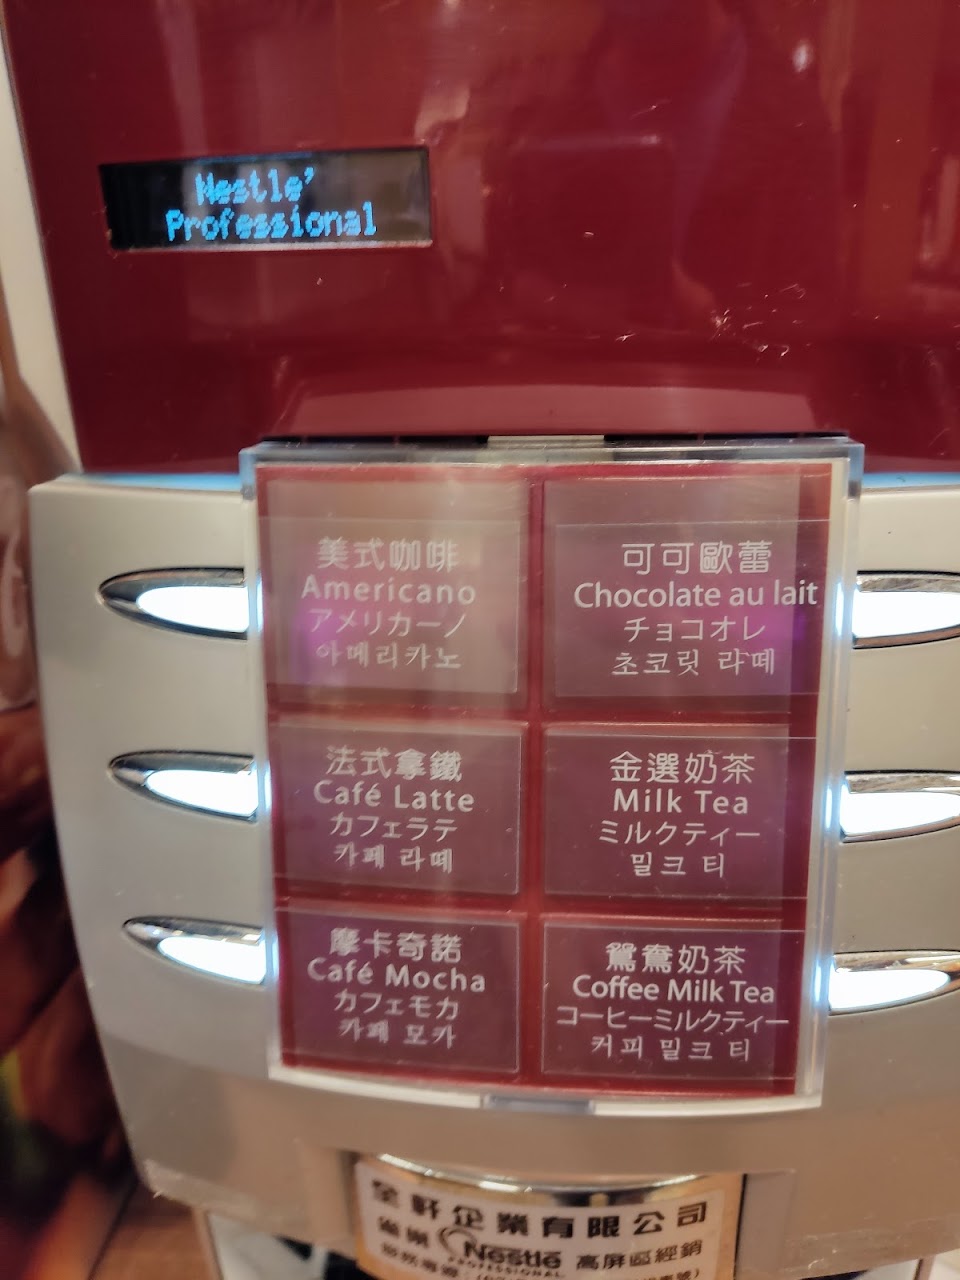 Nestle'
Professional
美式咖啡
Americano
アメリカーノ
아메리카노
可可歐蕾
Chocolate au lait
チョコオレ
초코릿 라떼
法式拿鐵
Café Latte
カフェラテ
카페 라떼
金選奶茶
Milk Tea
ミルクティー
밀크 티
摩卡奇諾
Café Mocha
カフェモカ
카페 모카
鴛鴦奶茶
Coffee Milk Tea
コーヒーミルクティー
커피 밀크 티
軒企業有限公司
雀巢 Nestlé 高屏區經銷
PROFESSIONAL